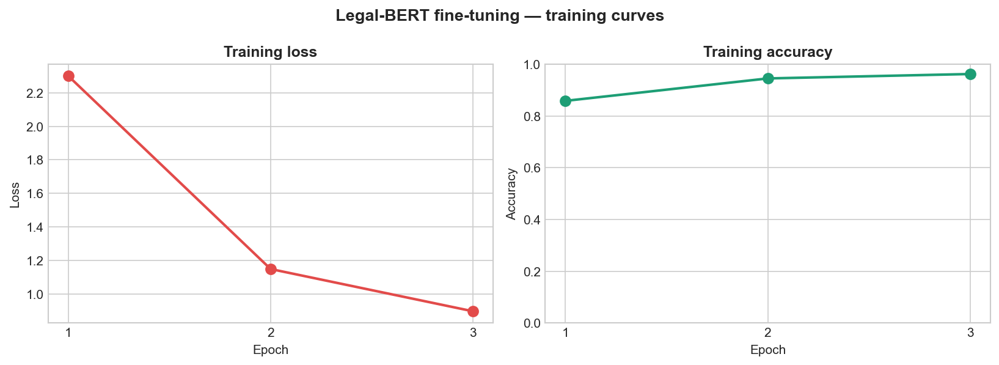 Legal-BERT fine-tuning — training curves
Training loss
2.2
2.0
1.8
1.6
1.4
1.2
1.0
Loss
1 2 3
Epoch
Training accuracy
1.0
0.8
0.6
0.4
0.2
0.0
Accuracy
1 2 3
Epoch